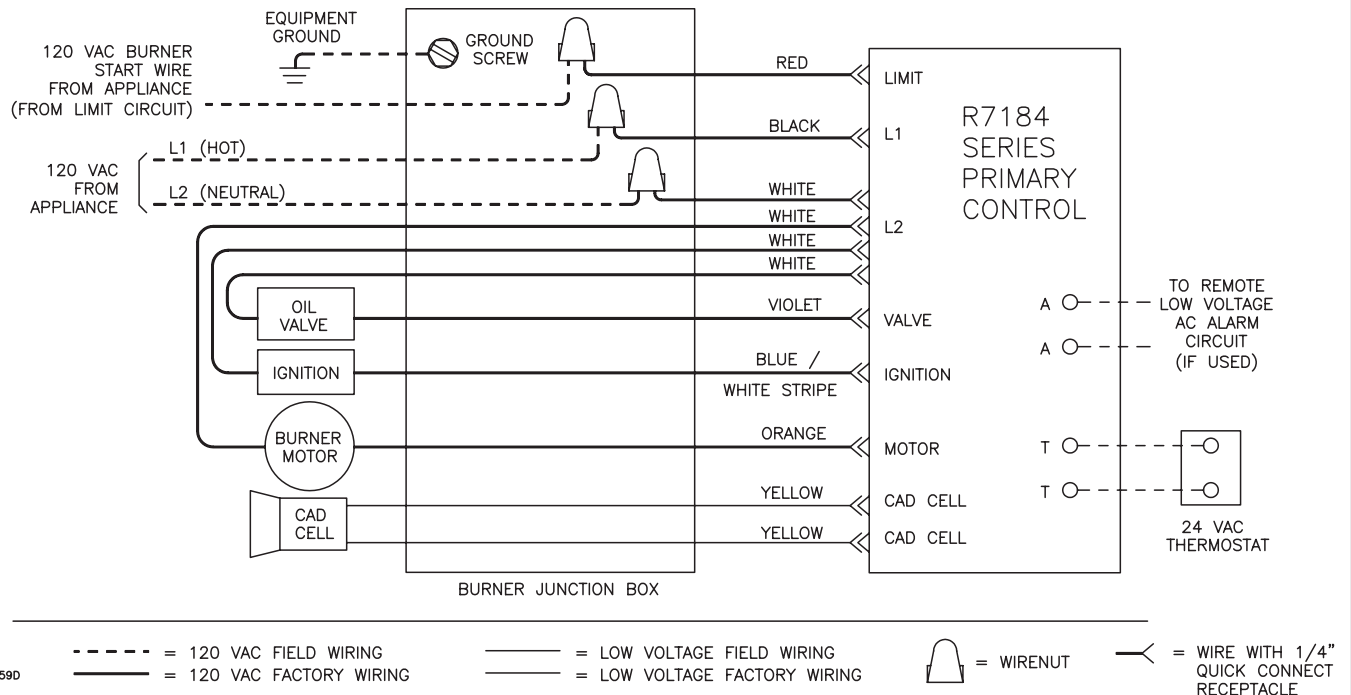 EQUIPMENT
GROUND
GROUND
SCREW
120 VAC BURNER
START WIRE
FROM APPLIANCE
(FROM LIMIT CIRCUIT)
L1 (HOT)
120 VAC
FROM
APPLIANCE
L2 (NEUTRAL)
RED
BLACK
WHITE
WHITE
WHITE
WHITE
VIOLET
BLUE /
WHITE STRIPE
ORANGE
YELLOW
YELLOW
OIL
VALVE
IGNITION
BURNER
MOTOR
CAD
CELL
BURNER JUNCTION BOX
LIMIT
L1
L2
VALVE
IGNITION
MOTOR
CAD CELL
CAD CELL
R7184
SERIES
PRIMARY
CONTROL
A
A
T
T
TO REMOTE
LOW VOLTAGE
AC ALARM
CIRCUIT
(IF USED)
24 VAC
THERMOSTAT
= 120 VAC FIELD WIRING
= 120 VAC FACTORY WIRING
= LOW VOLTAGE FIELD WIRING
= LOW VOLTAGE FACTORY WIRING
= WIRENUT
= WIRE WITH 1/4”
QUICK CONNECT
RECEPTACLE
59D